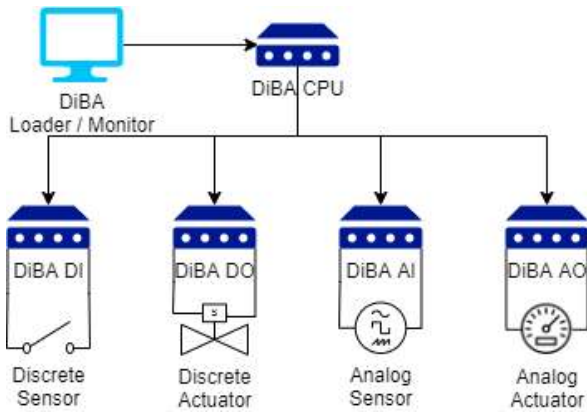 DiBA
Loader / Monitor
DiBA CPU
DiBA DI
DiBA DO
DiBA AI
DiBA AO
S
Discrete
Sensor
Discrete
Actuator
Analog
Sensor
Analog
Actuator